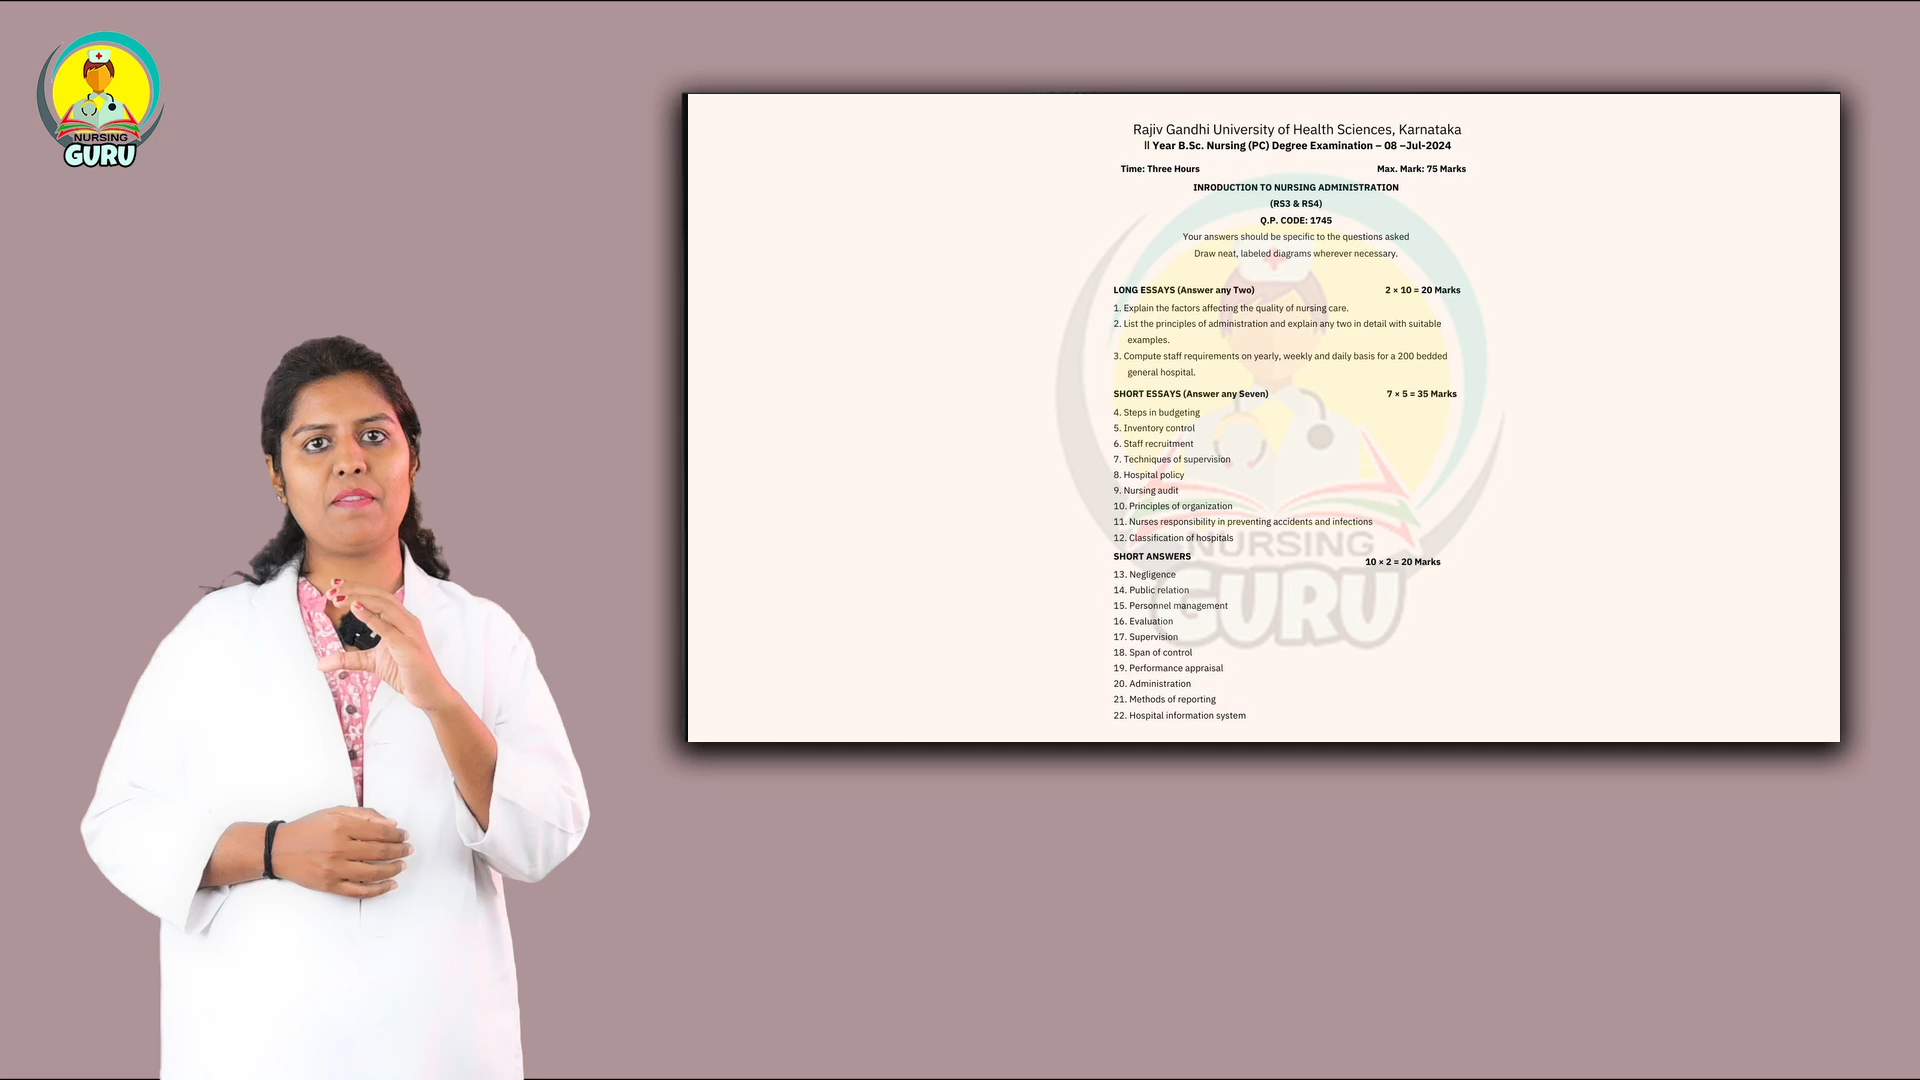 NURSING
GURU
Rajiv Gandhi University of Health Sciences, Karnataka
II Year B.Sc. Nursing (PC) Degree Examination – 08 –Jul-2024
Time: Three Hours Max. Mark: 75 Marks
INRODUCTION TO NURSING ADMINISTRATION
(RS3 & RS4)
Q.P. CODE: 1745
Your answers should be specific to the questions asked
Draw neat, labeled diagrams wherever necessary.
LONG ESSAYS (Answer any Two) 2 × 10 = 20 Marks
1. Explain the factors affecting the quality of nursing care.
2. List the principles of administration and explain any two in detail with suitable
examples.
3. Compute staff requirements on yearly, weekly and daily basis for a 200 bedded
general hospital.
SHORT ESSAYS (Answer any Seven) 7 × 5 = 35 Marks
4. Steps in budgeting
5. Inventory control
6. Staff recruitment
7. Techniques of supervision
8. Hospital policy
9. Nursing audit
10. Principles of organization
11. Nurses responsibility in preventing accidents and infections
12. Classification of hospitals
SHORT ANSWERS 10 × 2 = 20 Marks
13. Negligence
14. Public relation
15. Personnel management
16. Evaluation
17. Supervision
18. Span of control
19. Performance appraisal
20. Administration
21. Methods of reporting
22. Hospital information system
NURSING
GURU